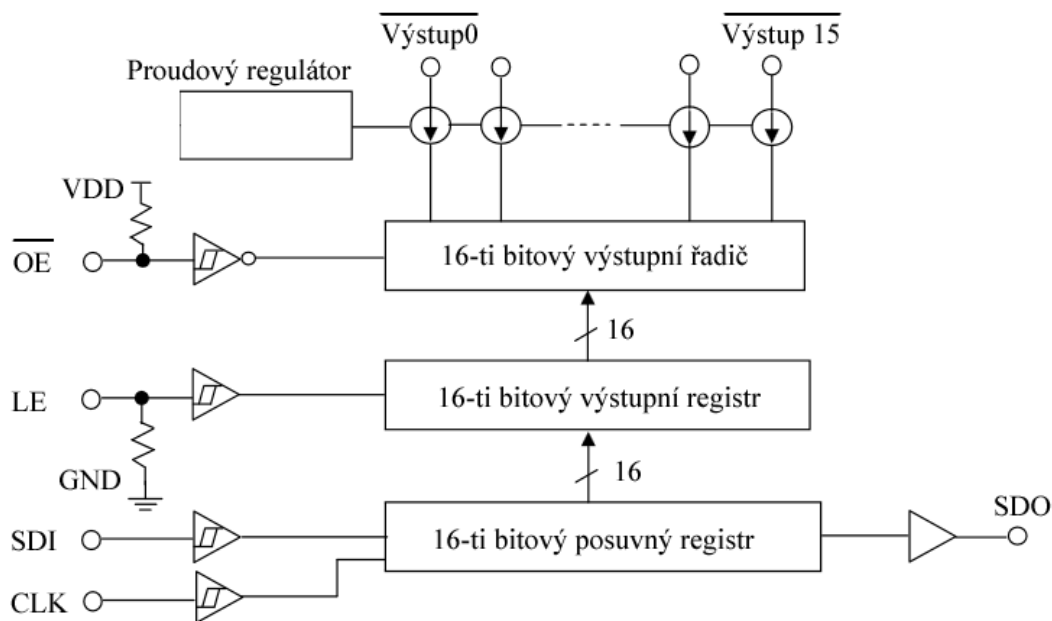 Výstup0
Výstup 15
Proudový regulátor
VDD
OE
16-ti bitový výstupní řadič
16
LE
16-ti bitový výstupní registr
GND
16
SDI
16-ti bitový posuvný registr
SDO
CLK